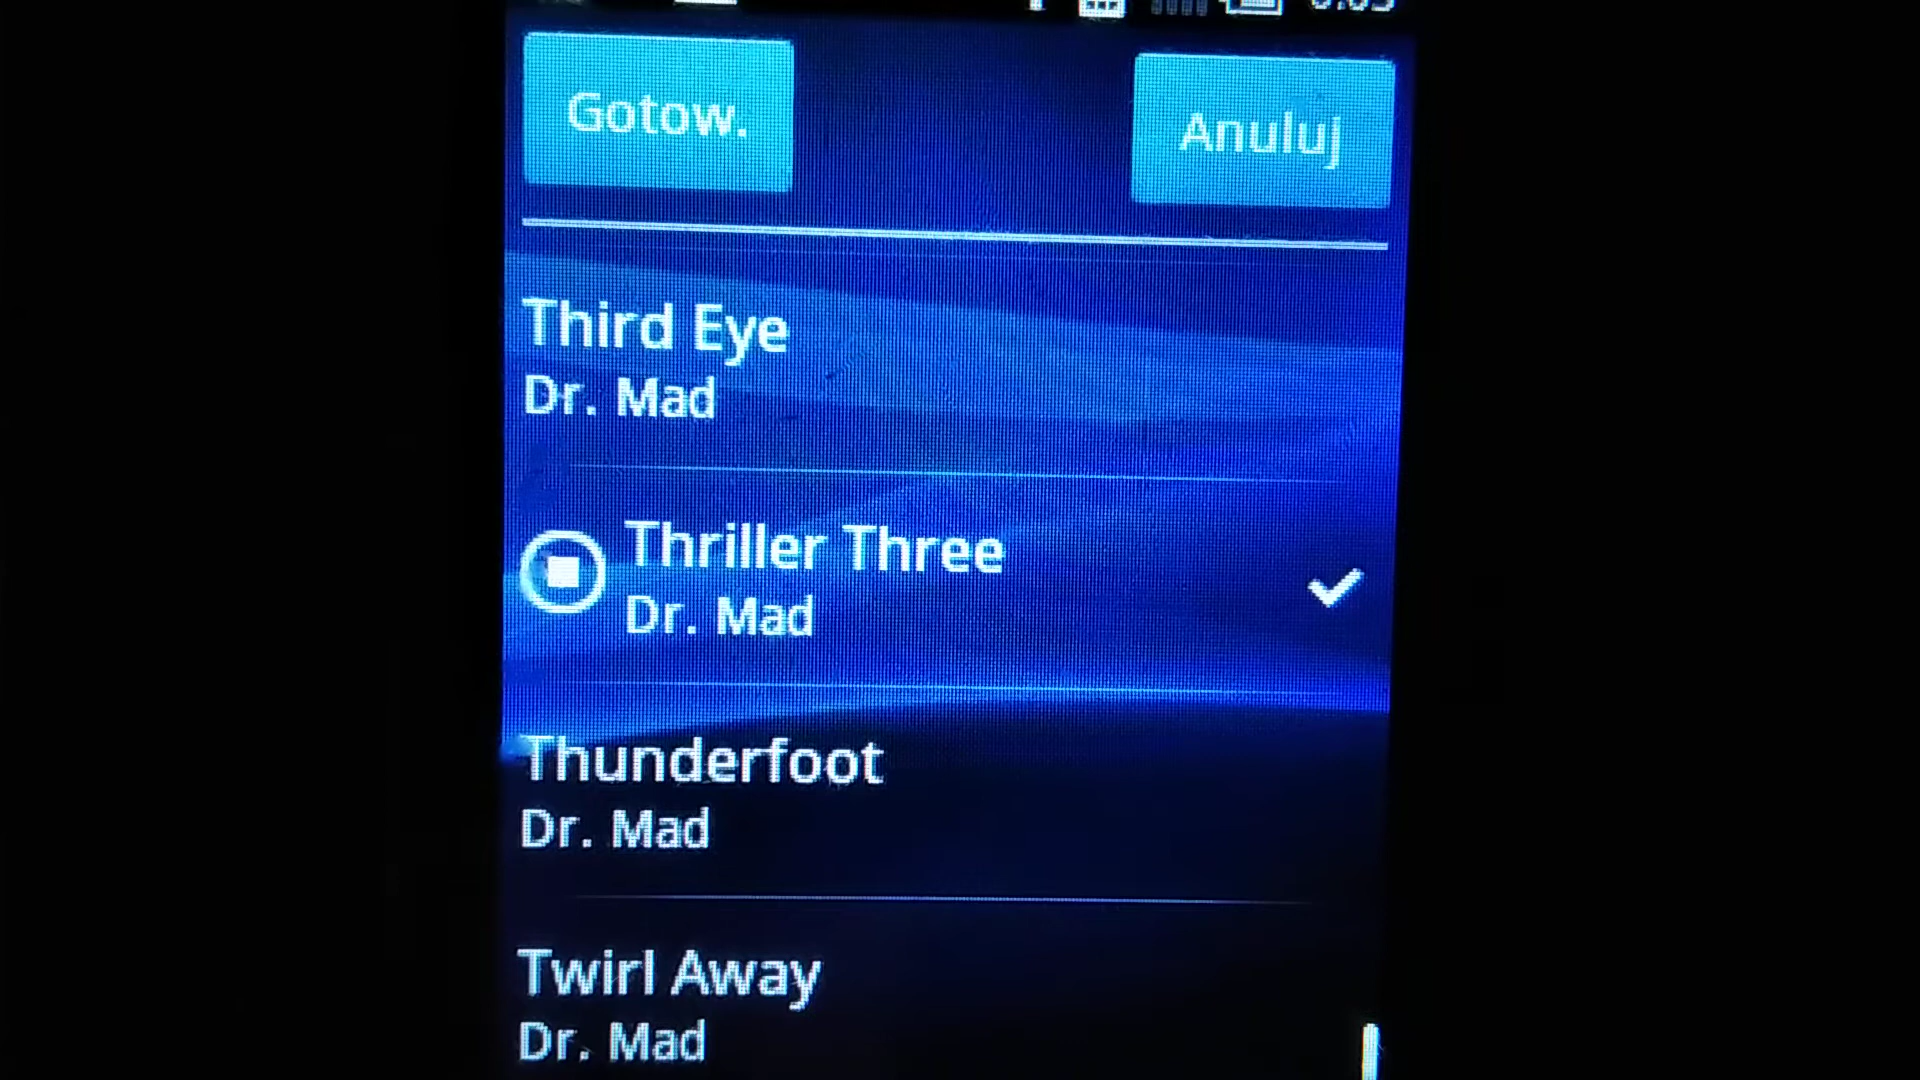 Gotow.
Anuluj
Third Eye
Dr. Mad
Thriller Three
Dr. Mad
Thunderfoot
Dr. Mad
Twirl Away
Dr. Mad